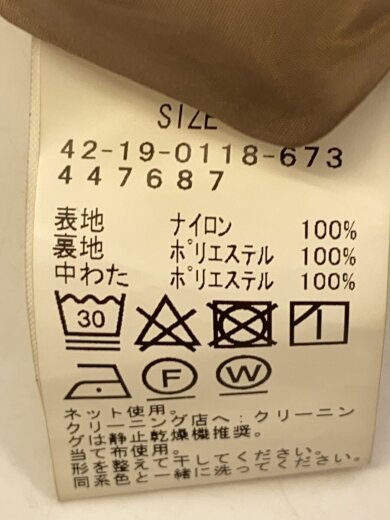 SIZE
42-19-0118-673
447687
表地 ナイロン 100%
裏地 ポリエステル 100%
中わた ポリエステル 100%
30
F W
ネット使用。
クリーニング店へ:クリーニン
グは静止乾燥機推奨。
当て布使用。
形を整えて干してください。
同系色と一緒に洗ってください。